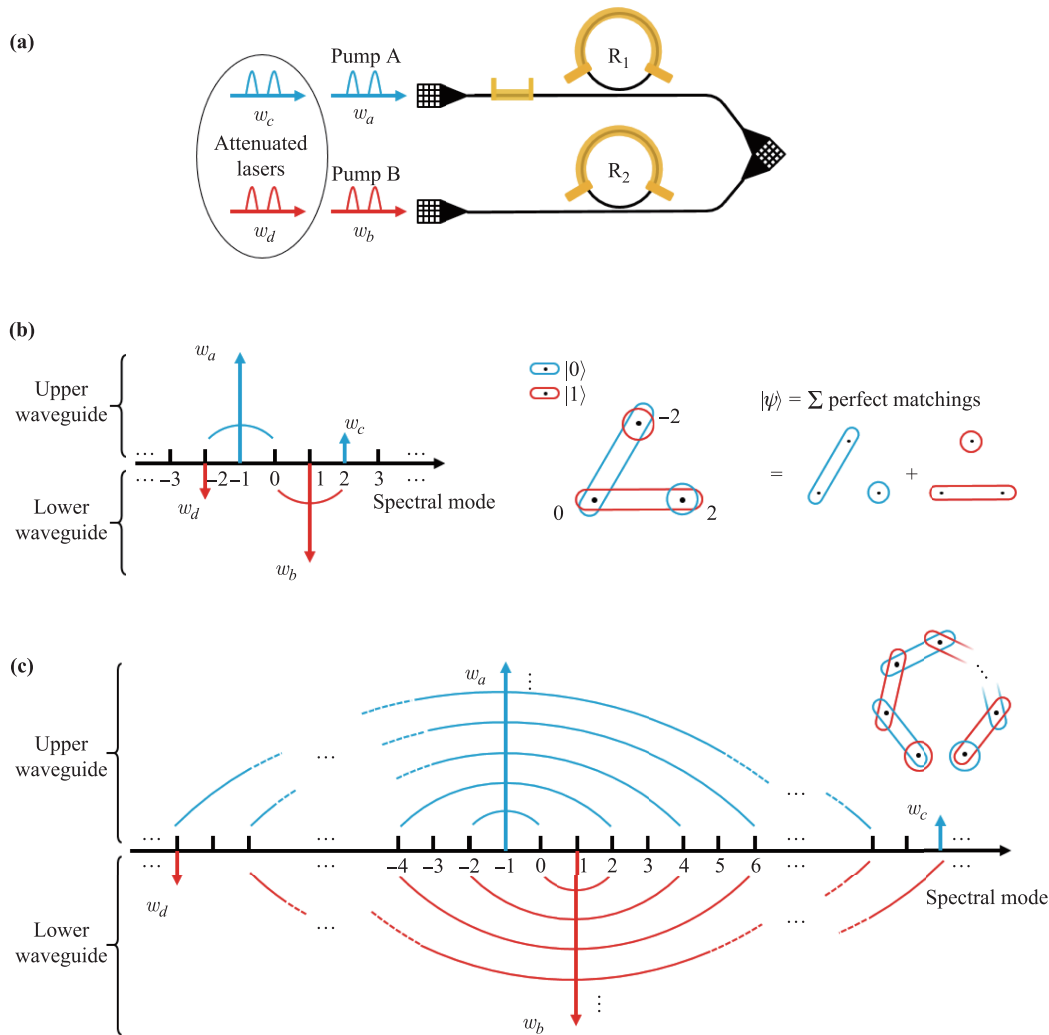 (a)
Pump A
R₁
w_c
w_a
Attenuated
lasers
Pump B
R₂
w_d
w_b
(b)
w_a
|0⟩
|1⟩
Upper
waveguide
w_c
−2
|ψ⟩ = Σ perfect matchings
= +
... −3 −2 −1 0 1 2 3 ...
w_d
Spectral mode
0
2
Lower
waveguide
w_b
(c)
w_a
⋮
Upper
waveguide
...
...
w_c
... ...
... −4 −3 −2 −1 0 1 2 3 4 5 6 ...
w_d
Spectral mode
Lower
waveguide
...
...
w_b
⋮